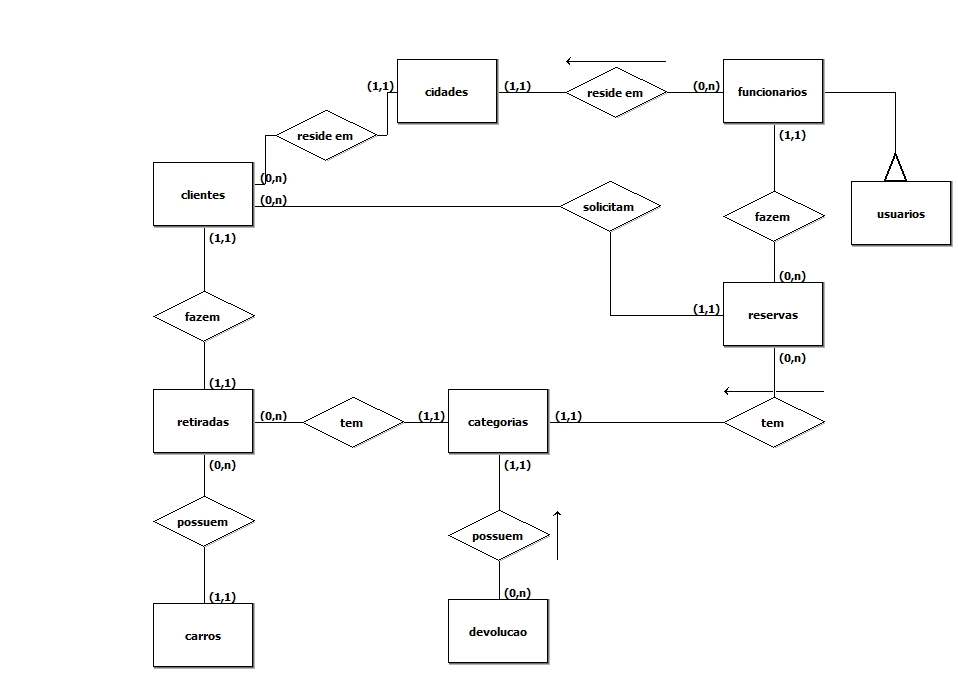 (1,1)
cidades
(1,1)
reside em
(0,n)
funcionarios
reside em
(1,1)
clientes
(0,n)
(0,n)
solicitam
fazem
usuarios
(1,1)
(0,n)
fazem
(1,1)
reservas
(0,n)
(1,1)
retiradas
(0,n)
tem
(1,1)
categorias
(1,1)
tem
(0,n)
(1,1)
possuem
possuem
(1,1)
(0,n)
carros
devolucao